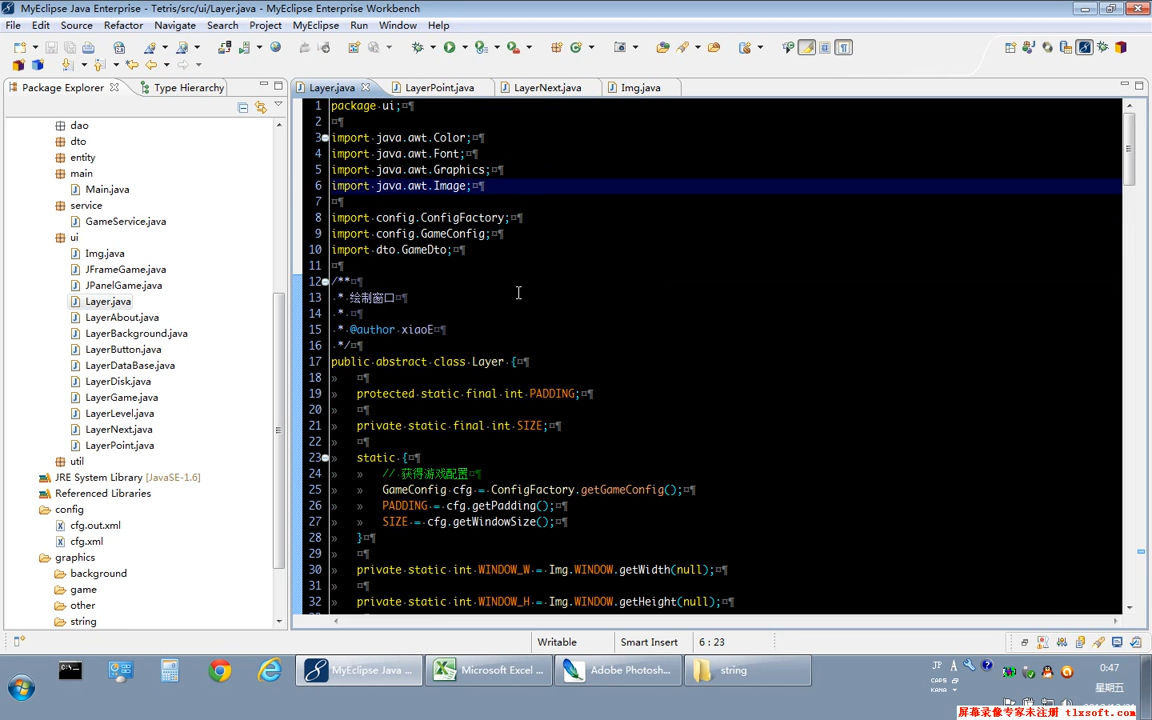 MyEclipse Java Enterprise - Tetris/src/ui/Layer.java - MyEclipse Enterprise Workbench
File Edit Source Refactor Navigate Search Project MyEclipse Run Window Help
Package Explorer Type Hierarchy
dao
dto
entity
main
Main.java
service
GameService.java
ui
Img.java
JFrameGame.java
JPanelGame.java
Layer.java
LayerAbout.java
LayerBackground.java
LayerButton.java
LayerDataBase.java
LayerDisk.java
LayerGame.java
LayerLevel.java
LayerNext.java
LayerPoint.java
util
JRE System Library [JavaSE-1.6]
Referenced Libraries
config
cfg.out.xml
cfg.xml
graphics
background
game
other
string
Layer.java LayerPoint.java LayerNext.java Img.java
1 package ui;
2
3 import java.awt.Color;
4 import java.awt.Font;
5 import java.awt.Graphics;
6 import java.awt.Image;
7
8 import config.ConfigFactory;
9 import config.GameConfig;
10 import dto.GameDto;
11
12 /**
13 * 绘制窗口
14 *
15 * @author xiaoE
16 */
17 public abstract class Layer {
18
19 protected static final int PADDING;
20
21 private static final int SIZE;
22
23 static {
24 // 获得游戏配置
25 GameConfig cfg = ConfigFactory.getGameConfig();
26 PADDING = cfg.getPadding();
27 SIZE = cfg.getWindowSize();
28 }
29
30 private static int WINDOW_W = Img.WINDOW.getWidth(null);
31
32 private static int WINDOW_H = Img.WINDOW.getHeight(null);
Writable Smart Insert 6 : 23
MyEclipse Java ... Microsoft Excel ... Adobe Photosh... string
JP A CAPS KANA
0:47
星期五
屏幕录像专家未注册 tlxsoft.com